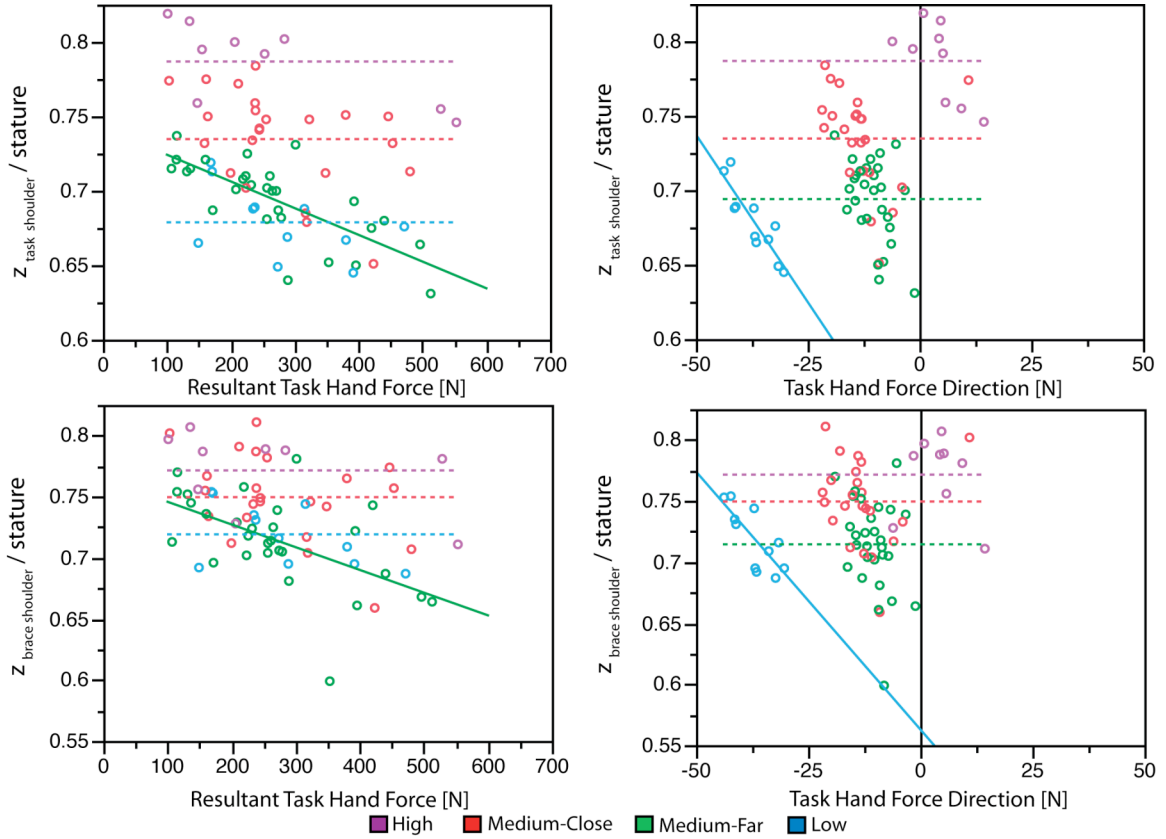 0.8
0.75
0.7
0.65
0.6
z task shoulder / stature
0 100 200 300 400 500 600 700
Resultant Task Hand Force [N]
0.8
0.75
0.7
0.65
0.6
z task shoulder / stature
-50 -25 0 25 50
Task Hand Force Direction [N]
0.8
0.75
0.7
0.65
0.6
0.55
z brace shoulder / stature
0 100 200 300 400 500 600 700
Resultant Task Hand Force [N]
0.8
0.75
0.7
0.65
0.6
0.55
z brace shoulder / stature
-50 -25 0 25 50
Task Hand Force Direction [N]
High Medium-Close Medium-Far Low